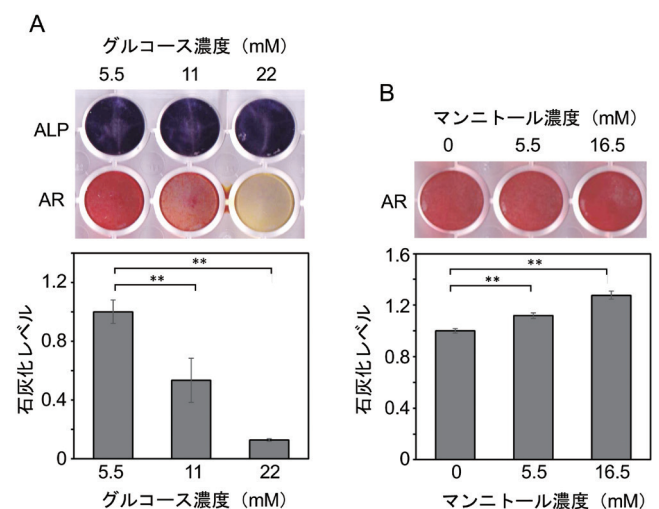 A
グルコース濃度（mM）
5.5 11 22
ALP
AR
1.2
0.8
0.4
0
石灰化レベル
**
**
5.5 11 22
グルコース濃度（mM）
B
マンニトール濃度（mM）
0 5.5 16.5
AR
1.6
1.2
0.8
0.4
0
石灰化レベル
**
**
0 5.5 16.5
マンニトール濃度（mM）